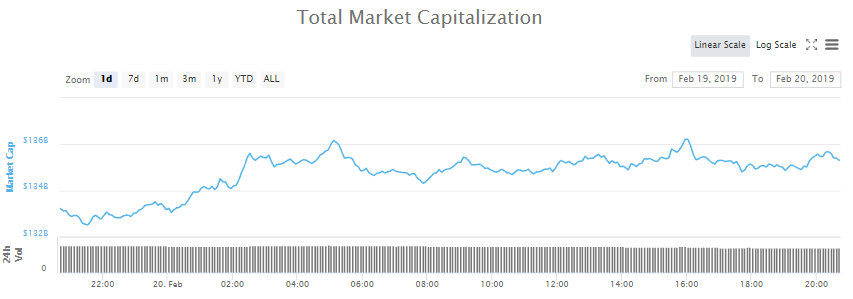 Total Market Capitalization
Linear Scale Log Scale
Zoom 1d 7d 1m 3m 1y YTD ALL From Feb 19, 2019 To Feb 20, 2019
Market Cap
$136B
$134B
$132B
24h
Vol
0
22:00 20. Feb 02:00 04:00 06:00 08:00 10:00 12:00 14:00 16:00 18:00 20:00